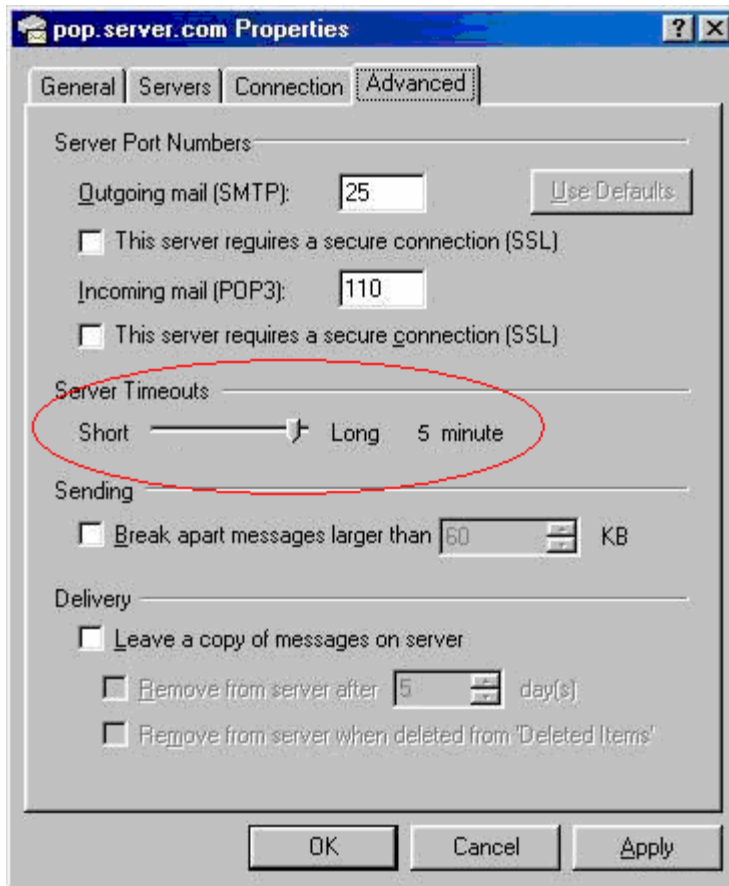 pop.server.com Properties
General Servers Connection Advanced
Server Port Numbers
Outgoing mail (SMTP): 25 Use Defaults
This server requires a secure connection (SSL)
Incoming mail (POP3): 110
This server requires a secure connection (SSL)
Server Timeouts
Short Long 5 minute
Sending
Break apart messages larger than 60 KB
Delivery
Leave a copy of messages on server
Remove from server after 5 day(s)
Remove from server when deleted from 'Deleted Items'
OK Cancel Apply